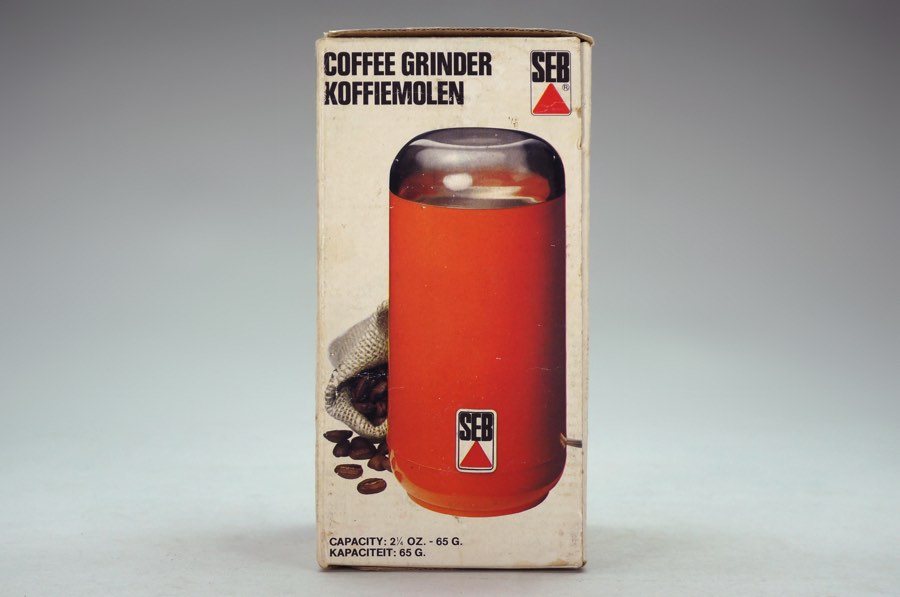 COFFEE GRINDER
KOFFIEMOLEN
SEB
®
SEB
CAPACITY: 2¼ OZ. - 65 G.
KAPACITEIT: 65 G.